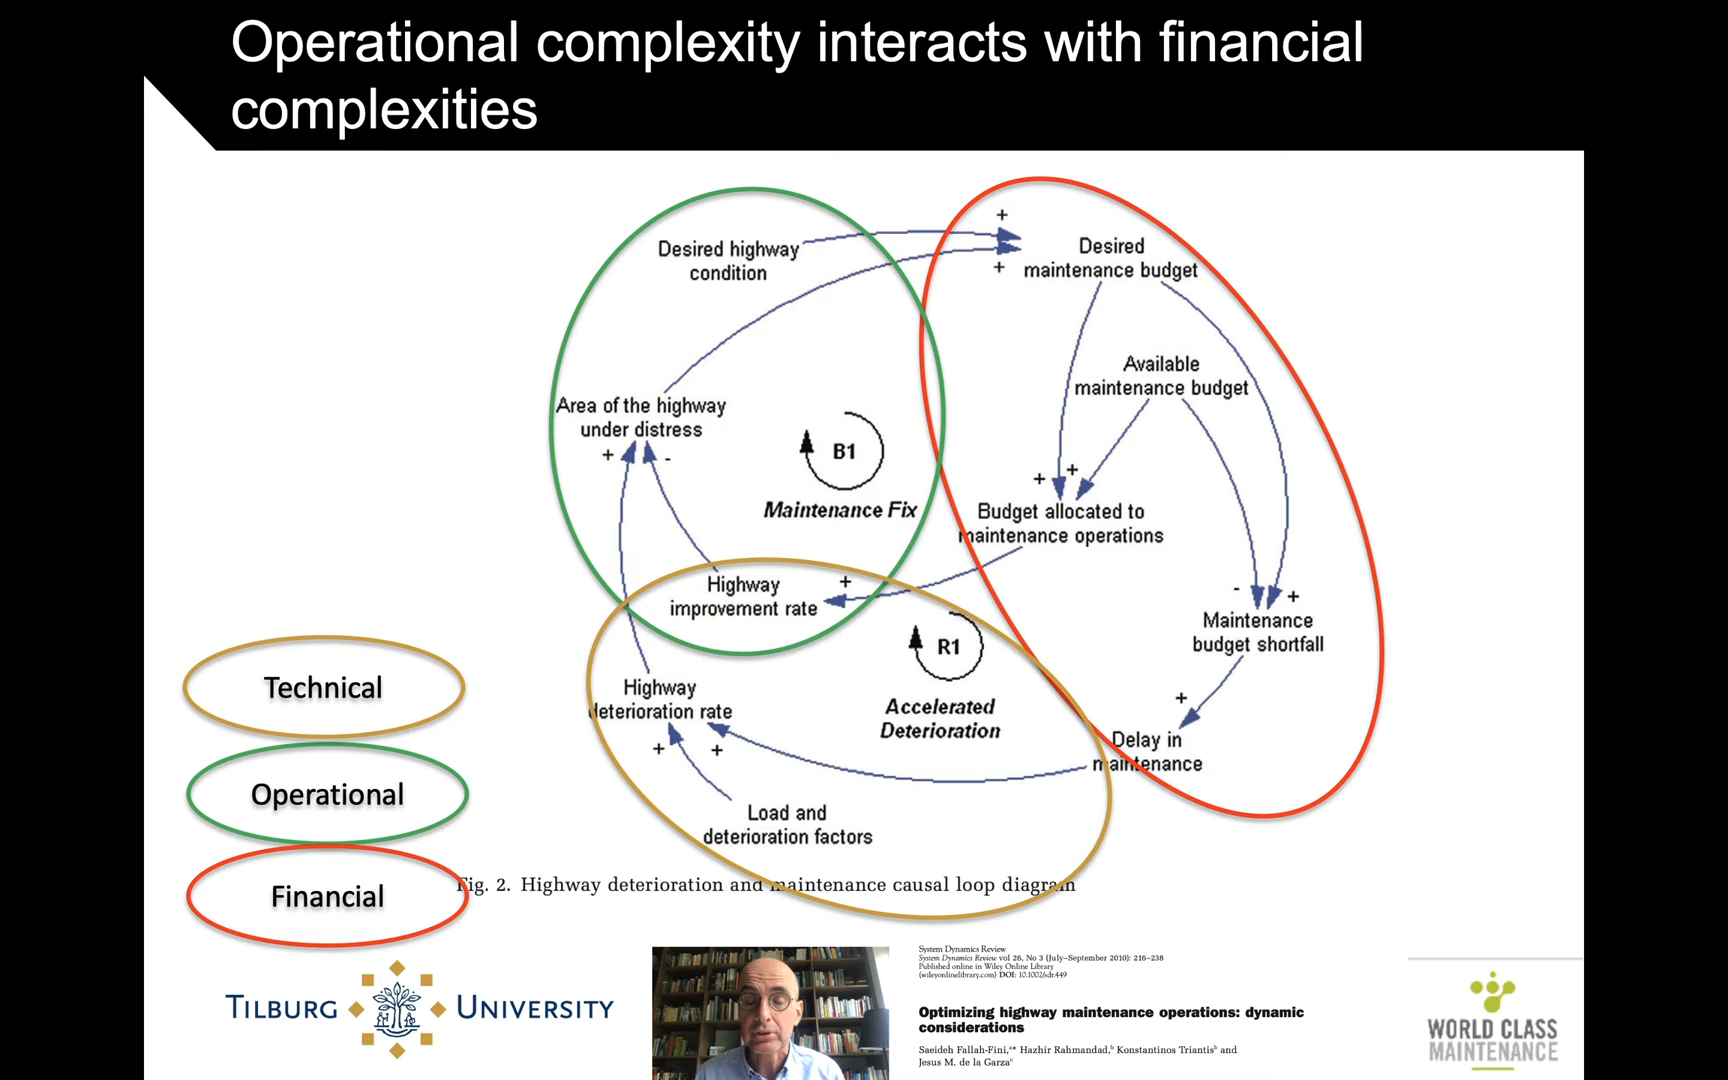 Operational complexity interacts with financial
complexities
+
Desired highway
condition
Desired
maintenance budget
+
Available
maintenance budget
Area of the highway
under distress
+
-
B1
Maintenance Fix
+
+
Budget allocated to
maintenance operations
Highway
improvement rate
+
-
+
Maintenance
budget shortfall
R1
Accelerated
Deterioration
+
Highway
deterioration rate
+
+
Delay in
maintenance
Load and
deterioration factors
Technical
Operational
Financial
Fig. 2. Highway deterioration and maintenance causal loop diagram
TILBURG UNIVERSITY
System Dynamics Review
System Dynamics Review vol 26, No 3 (July–September 2010): 216–238
Published online in Wiley Online Library
(wileyonlinelibrary.com) DOI: 10.1002/sdr.449
Optimizing highway maintenance operations: dynamic
considerations
Saeideh Fallah-Fini,a* Hazhir Rahmandad,b Konstantinos Triantisb and
Jesus M. de la Garzac
WORLD CLASS
MAINTENANCE